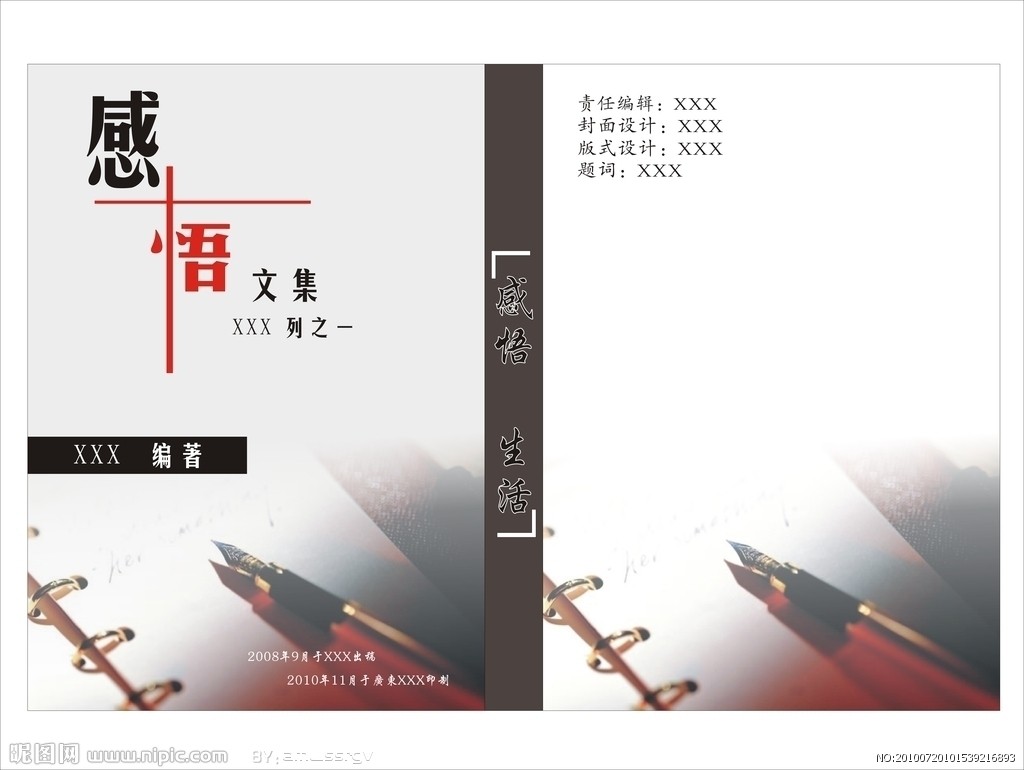 感
悟
文集
XXX 列之一
XXX 编著
2008年9月于XXX出稿
2010年11月于廣東XXX印制
感悟 生活
责任编辑：XXX
封面设计：XXX
版式设计：XXX
题词：XXX
昵图网 www.nipic.com
NO:20100720101539216893